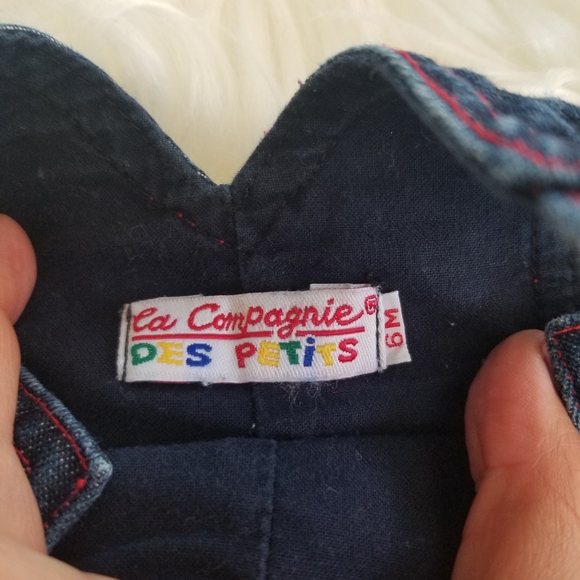 la Compagnie®
DES PETiTS
6M